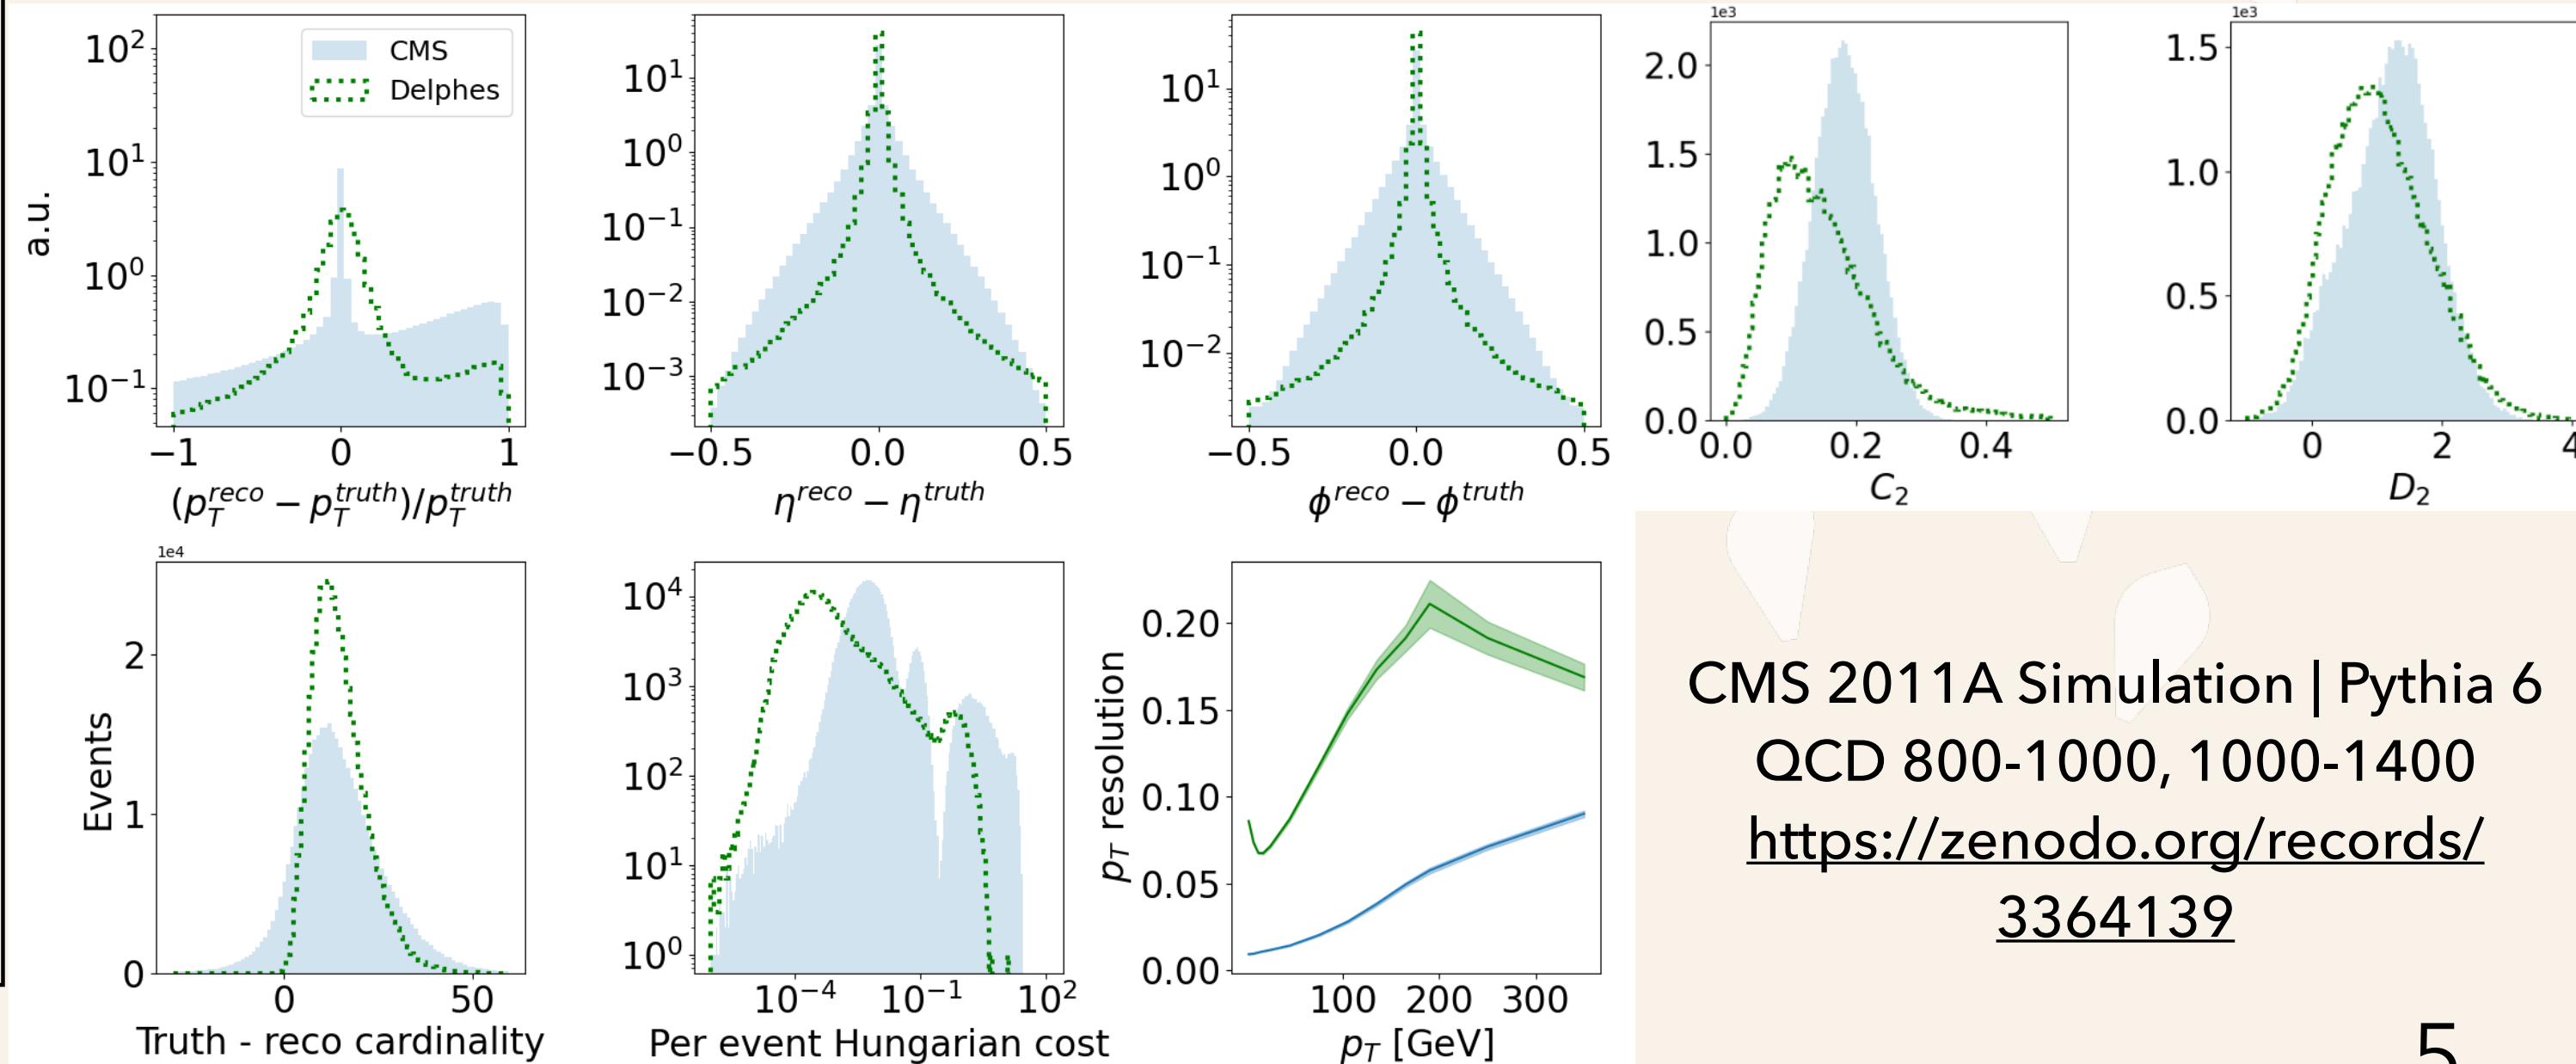 a.u.
10²
10¹
10⁰
10⁻¹
CMS
Delphes
−1 0 1
(p_T^{reco} − p_T^{truth})/p_T^{truth}
10¹
10⁰
10⁻¹
10⁻²
10⁻³
−0.5 0.0 0.5
η^{reco} − η^{truth}
10¹
10⁰
10⁻¹
10⁻²
−0.5 0.0 0.5
ϕ^{reco} − ϕ^{truth}
1e3
2.0
1.5
1.0
0.5
0.0
0.0 0.2 0.4
C₂
1e3
1.5
1.0
0.5
0.0
0 2 4
D₂
1e4
Events
2
1
0
0 50
Truth - reco cardinality
10⁴
10³
10²
10¹
10⁰
10⁻⁴ 10⁻¹ 10²
Per event Hungarian cost
p_T resolution
0.20
0.15
0.10
0.05
0.00
100 200 300
p_T [GeV]
CMS 2011A Simulation | Pythia 6
QCD 800-1000, 1000-1400
https://zenodo.org/records/
3364139
5